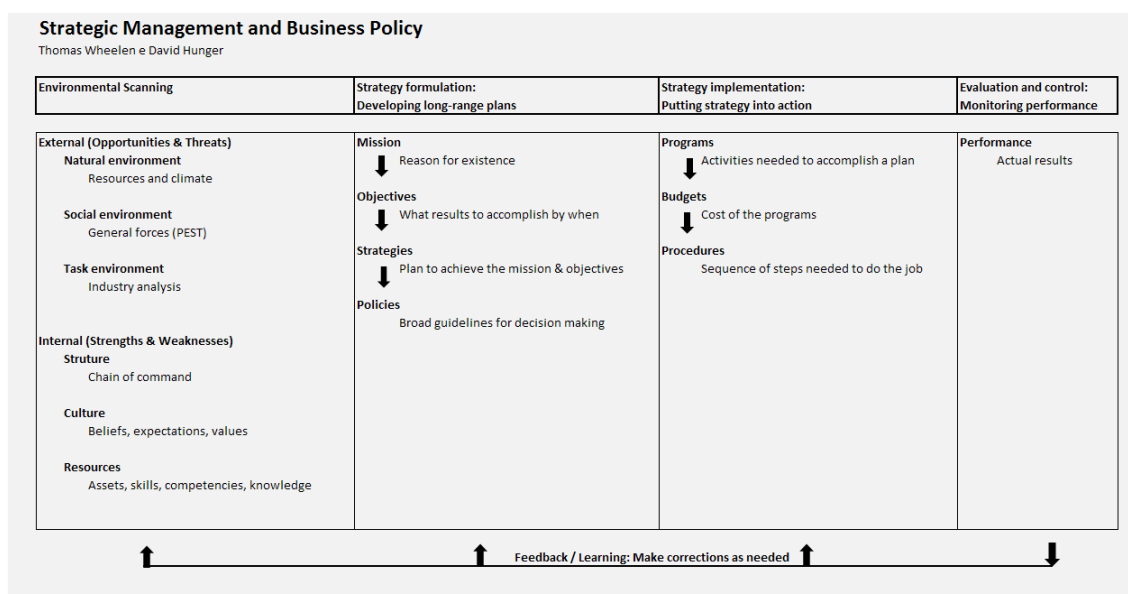 Strategic Management and Business Policy
Thomas Wheelen e David Hunger
Environmental Scanning
Strategy formulation:
Developing long-range plans
Strategy implementation:
Putting strategy into action
Evaluation and control:
Monitoring performance
External (Opportunities & Threats)
Natural environment
Resources and climate
Social environment
General forces (PEST)
Task environment
Industry analysis
Internal (Strengths & Weaknesses)
Struture
Chain of command
Culture
Beliefs, expectations, values
Resources
Assets, skills, competencies, knowledge
Mission
Reason for existence
Objectives
What results to accomplish by when
Strategies
Plan to achieve the mission & objectives
Policies
Broad guidelines for decision making
Programs
Activities needed to accomplish a plan
Budgets
Cost of the programs
Procedures
Sequence of steps needed to do the job
Performance
Actual results
Feedback / Learning: Make corrections as needed